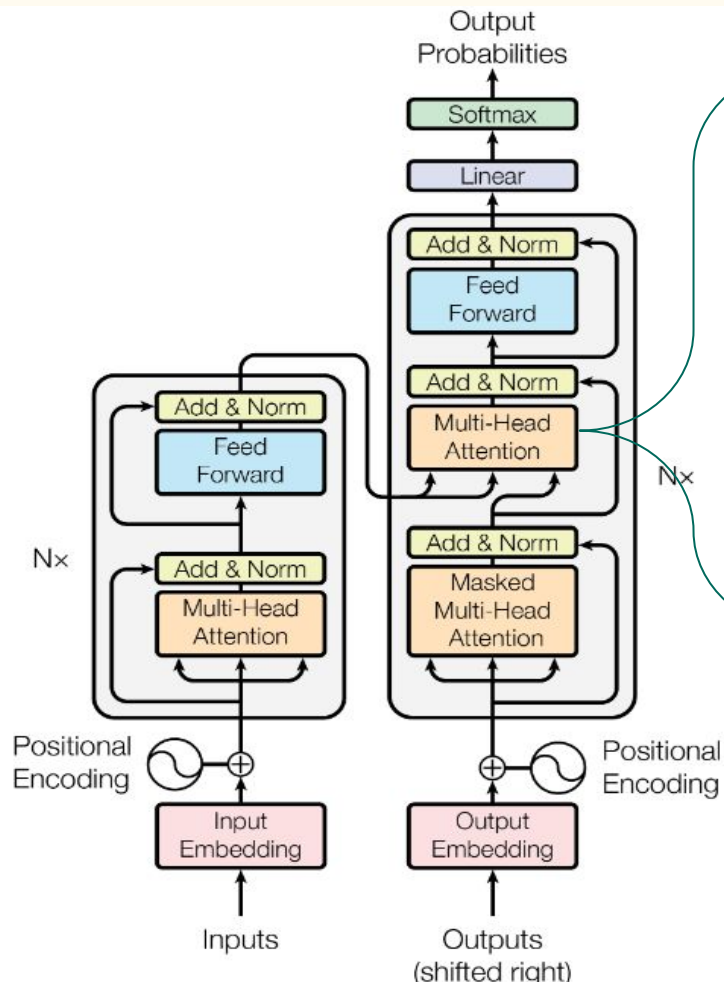 Output
Probabilities
Softmax
Linear
Add & Norm
Feed
Forward
Add & Norm
Multi-Head
Attention
N×
Add & Norm
Masked
Multi-Head
Attention
Add & Norm
Feed
Forward
N×
Add & Norm
Multi-Head
Attention
Positional
Encoding
Positional
Encoding
Input
Embedding
Output
Embedding
Inputs
Outputs
(shifted right)